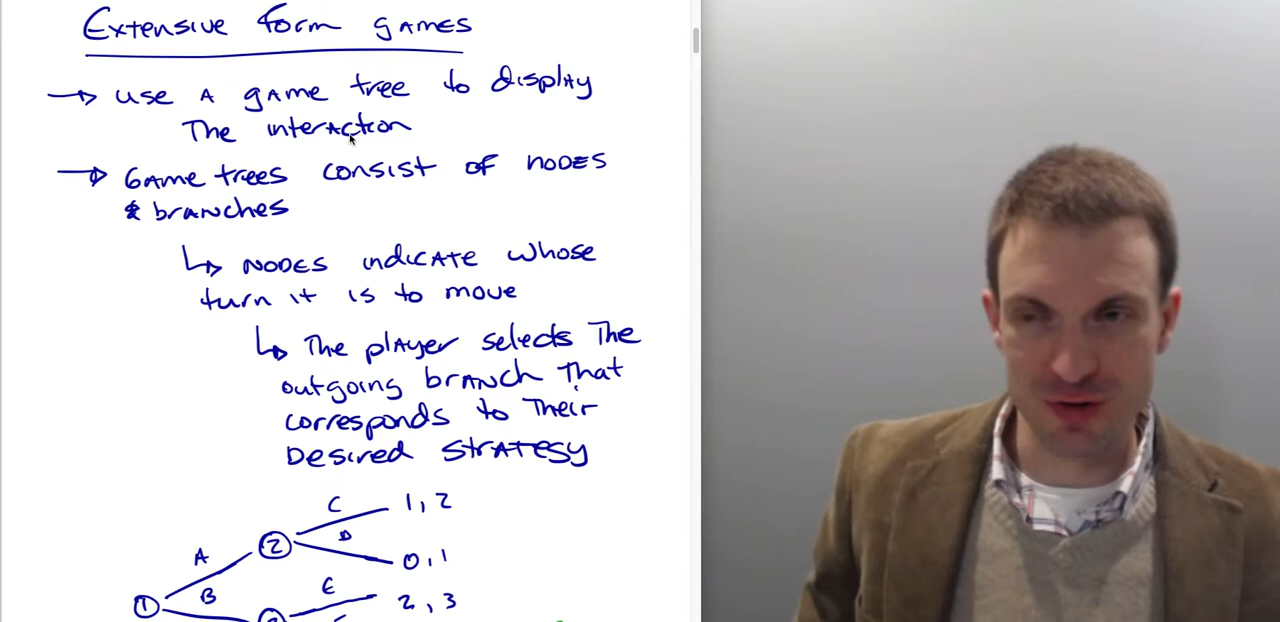 Extensive Form games
→ use A game tree to display
The interaction
→ Game trees consist of nodes
& branches
↳ NODES indicate whose
turn it is to move
↳ The player selects The
outgoing branch That
corresponds to Their
Desired strategy
C 1, 2
A 2 D
0, 1
1 B E
2, 3